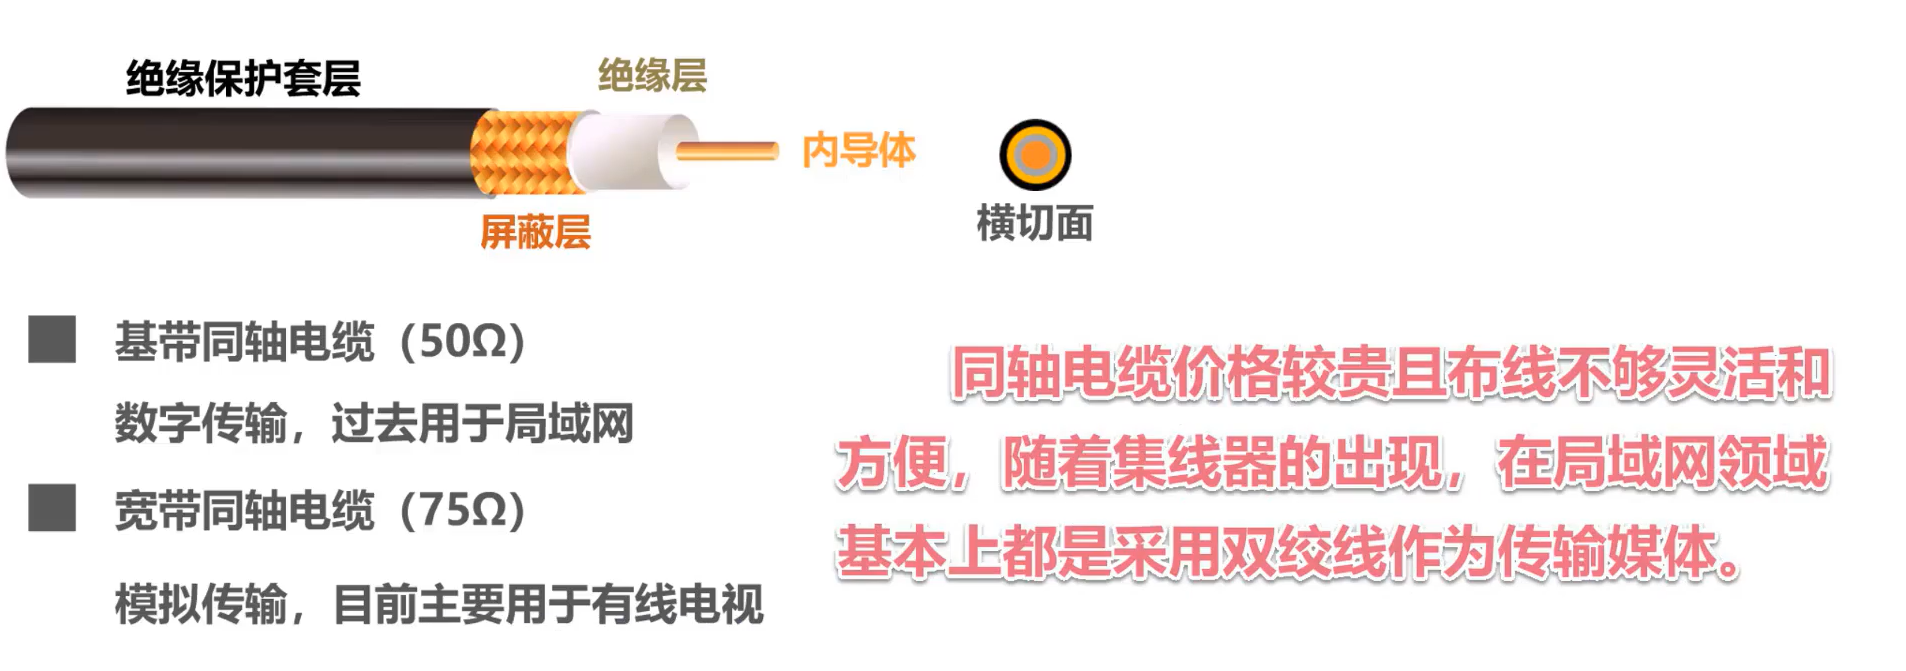 绝缘保护套层
绝缘层
内导体
屏蔽层
横切面
基带同轴电缆（50Ω）
数字传输，过去用于局域网
宽带同轴电缆（75Ω）
模拟传输，目前主要用于有线电视
同轴电缆价格较贵且布线不够灵活和
方便，随着集线器的出现，在局域网领域
基本上都是采用双绞线作为传输媒体。